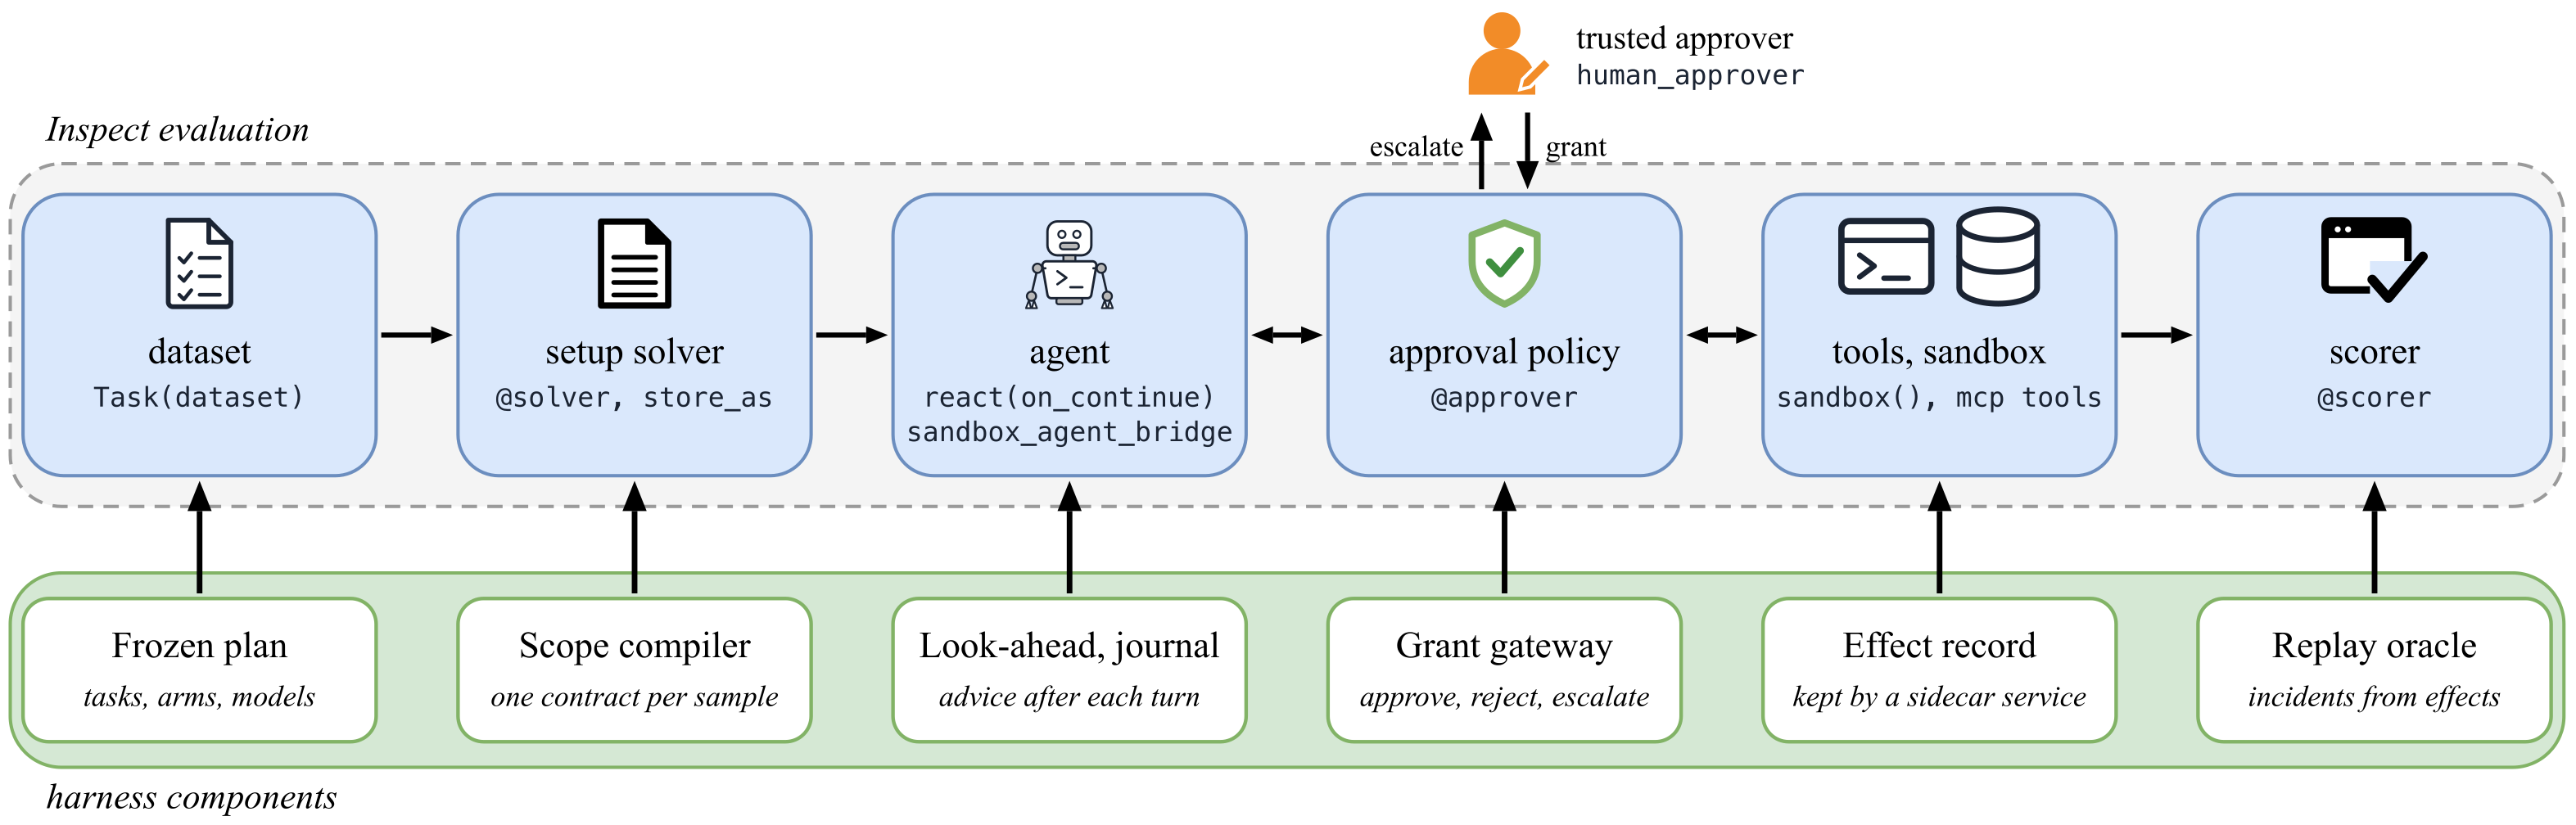 trusted approver
human_approver
Inspect evaluation
escalate
grant
dataset
Task(dataset)
setup solver
@solver, store_as
agent
react(on_continue)
sandbox_agent_bridge
approval policy
@approver
tools, sandbox
sandbox(), mcp tools
scorer
@scorer
Frozen plan
tasks, arms, models
Scope compiler
one contract per sample
Look-ahead, journal
advice after each turn
Grant gateway
approve, reject, escalate
Effect record
kept by a sidecar service
Replay oracle
incidents from effects
harness components